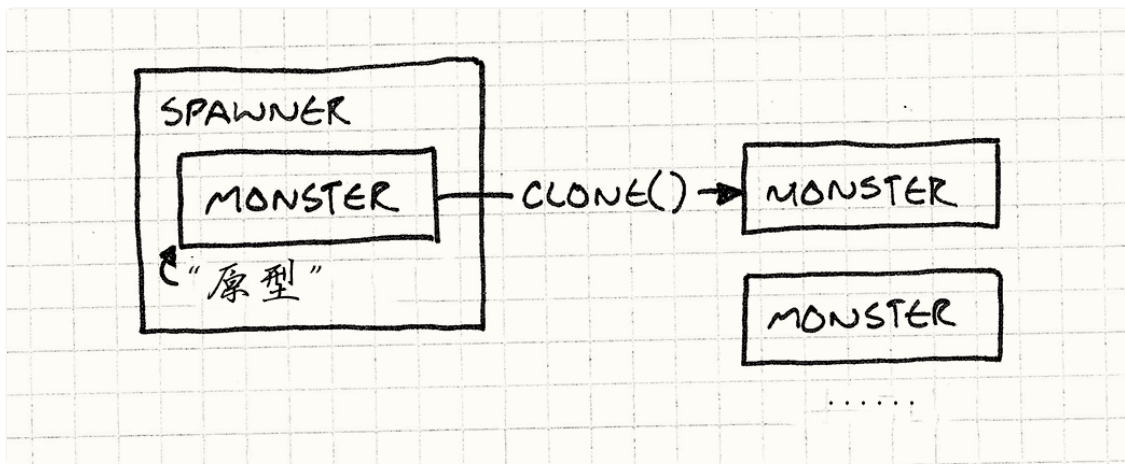 SPAWNER
MONSTER
CLONE()
MONSTER
"原型"
MONSTER
......